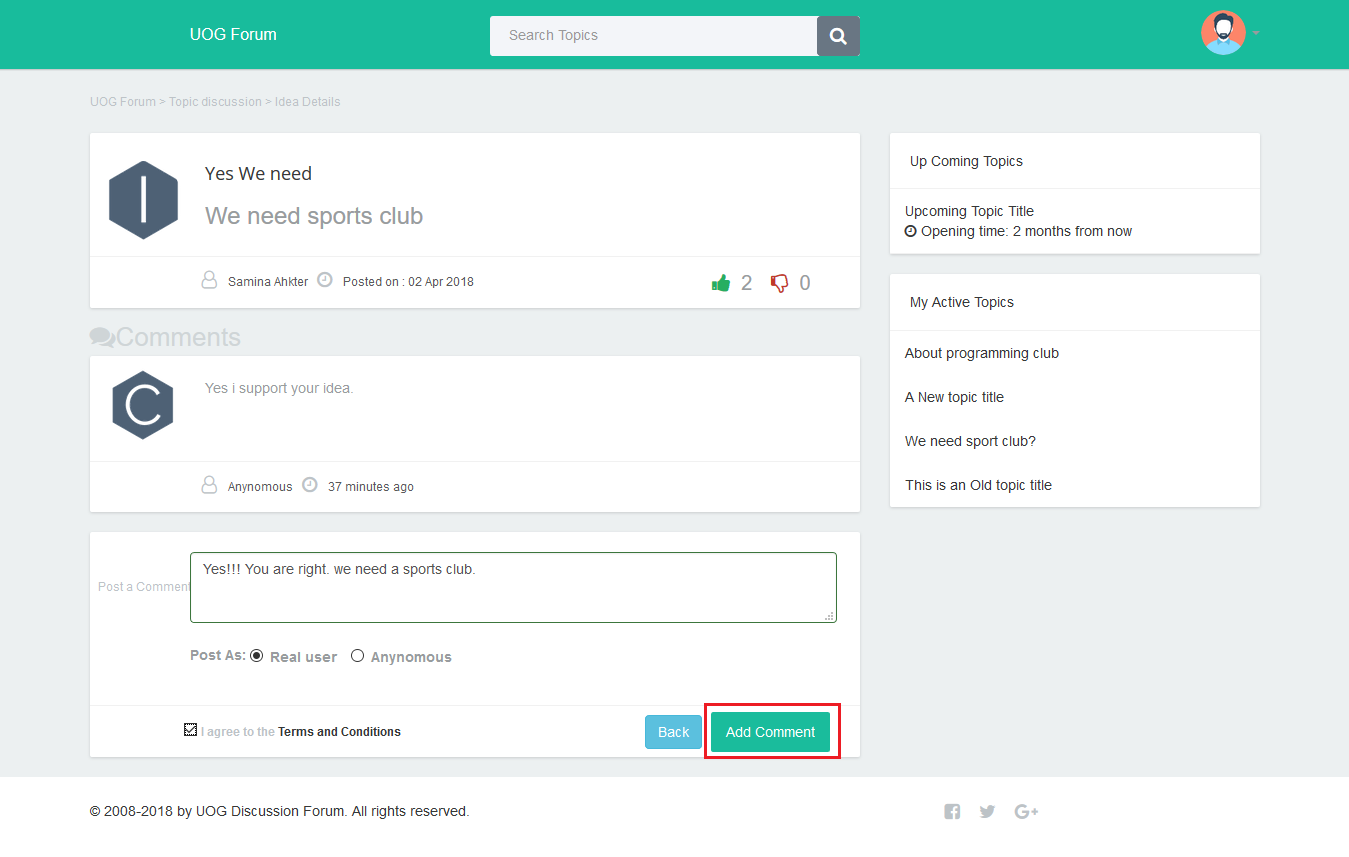 UOG Forum
Search Topics
UOG Forum > Topic discussion > Idea Details
I
Yes We need
We need sports club
Samina Ahkter Posted on : 02 Apr 2018 2 0
Comments
C
Yes i support your idea.
Anynomous 37 minutes ago
Post a Comment
Yes!!! You are right. we need a sports club.
Post As: Real user Anynomous
I agree to the Terms and Conditions
Back Add Comment
Up Coming Topics
Upcoming Topic Title
Opening time: 2 months from now
My Active Topics
About programming club
A New topic title
We need sport club?
This is an Old topic title
© 2008-2018 by UOG Discussion Forum. All rights reserved.
G+